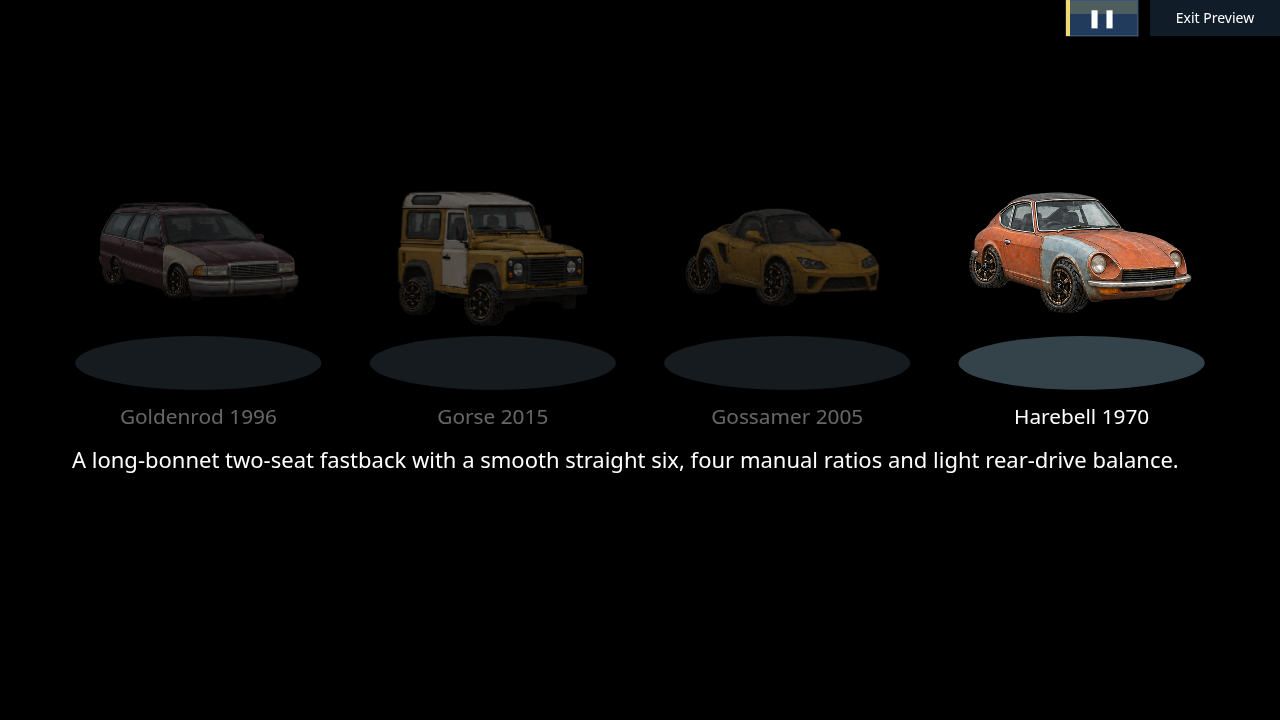 Exit Preview
Goldenrod 1996
Gorse 2015
Gossamer 2005
Harebell 1970
A long-bonnet two-seat fastback with a smooth straight six, four manual ratios and light rear-drive balance.